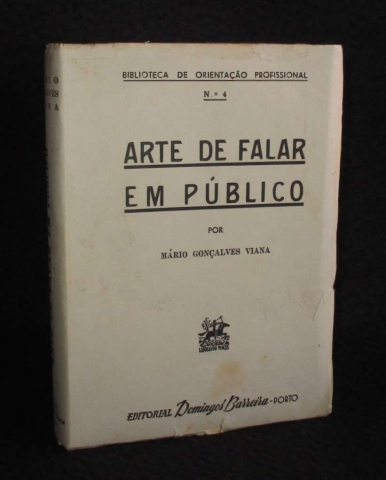 BIBLIOTECA DE ORIENTAÇÃO PROFISSIONAL
N.º 4
ARTE DE FALAR
EM PÚBLICO
POR
MÁRIO GONÇALVES VIANA
EDITORIAL Domingos Barreira-PORTO